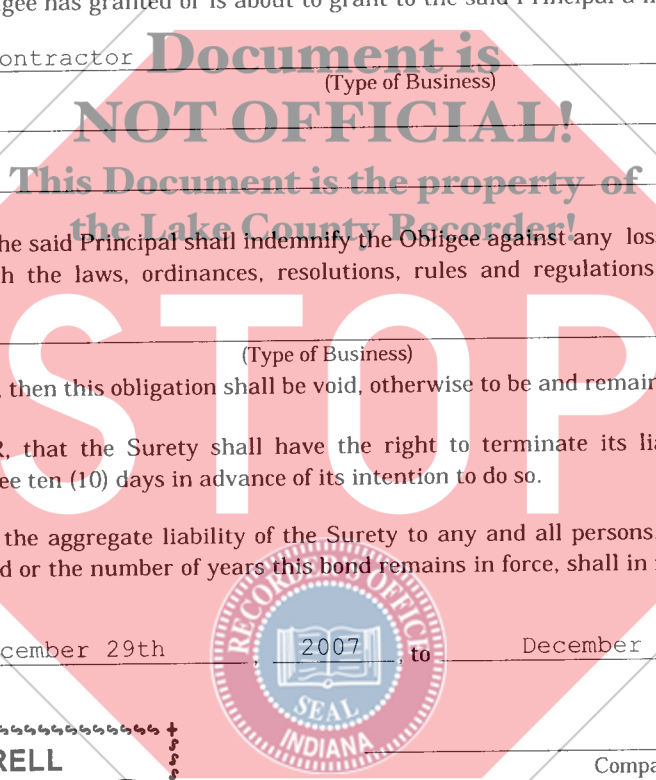 gee has granted or is about to grant to the said Principal a
ontractor
Document is
(Type of Business)
NOT OFFICIAL!
This Document is the property of
the Lake County Recorder!
he said Principal shall indemnify the Obligee against any los
h the laws, ordinances, resolutions, rules and regulations
STOP
(Type of Business)
, then this obligation shall be void, otherwise to be and remain
R, that the Surety shall have the right to terminate its lia
ee ten (10) days in advance of its intention to do so.
the aggregate liability of the Surety to any and all persons,
d or the number of years this bond remains in force, shall in
cember 29th , 2007 , to December
RECORDER'S OFFICE
SEAL
INDIANA
RELL
Compa